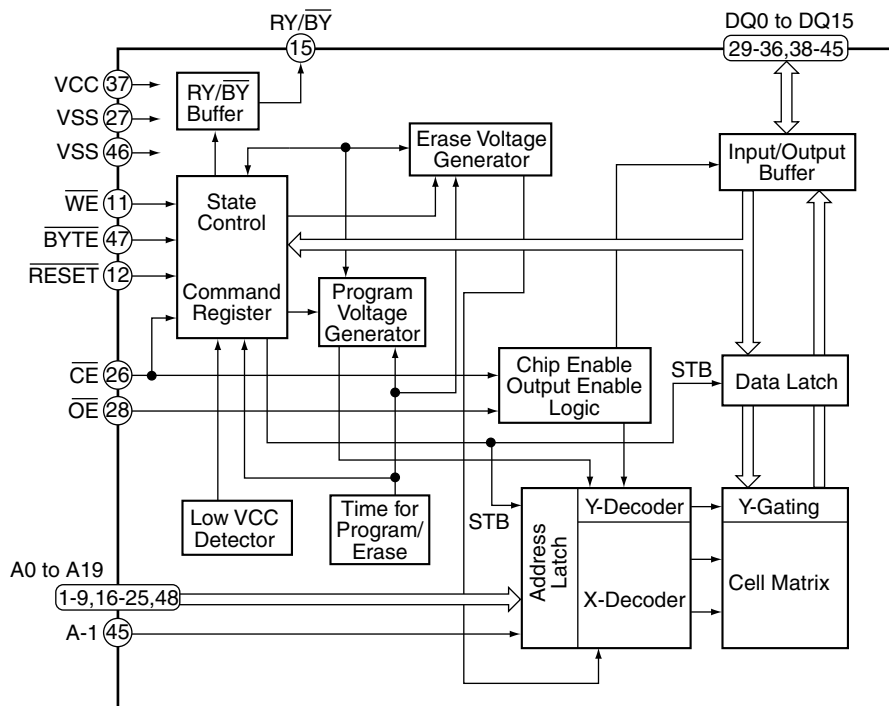 RY/BY
15
DQ0 to DQ15
29-36,38-45
VCC 37
VSS 27
VSS 46
WE 11
BYTE 47
RESET 12
CE 26
OE 28
A0 to A19
1-9,16-25,48
A-1 45
RY/BY
Buffer
State
Control
Command
Register
Erase Voltage
Generator
Program
Voltage
Generator
Input/Output
Buffer
Chip Enable
Output Enable
Logic
STB
Data Latch
Low VCC
Detector
Time for
Program/
Erase
STB
Address
Latch
Y-Decoder
X-Decoder
Y-Gating
Cell Matrix